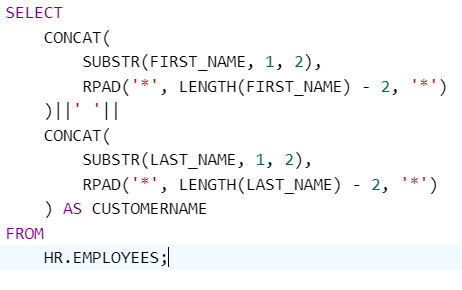 SELECT
CONCAT(
SUBSTR(FIRST_NAME, 1, 2),
RPAD('*', LENGTH(FIRST_NAME) - 2, '*')
)||' '||
CONCAT(
SUBSTR(LAST_NAME, 1, 2),
RPAD('*', LENGTH(LAST_NAME) - 2, '*')
) AS CUSTOMERNAME
FROM
HR.EMPLOYEES;